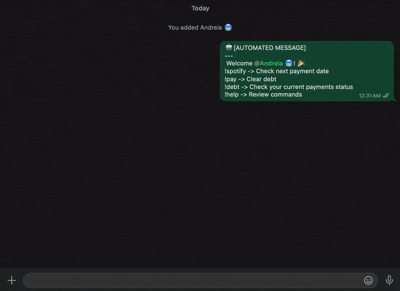 Today
You added Andreia 🥶
🤖 [AUTOMATED MESSAGE]
---
Welcome @Andreia 🥶 ! 🎉
!spotify -> Check next payment date
!pay -> Clear debt
!debt -> Check your current payments status
!help -> Review commands
12:31 AM